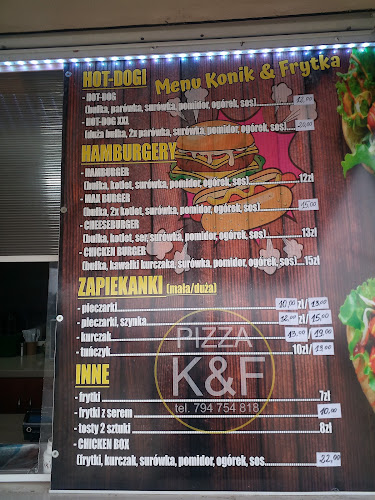 HOT-DOGI
Menu Konik & Frytka
- HOT-DOG
(bułka, parówka, surówka, pomidor, ogórek, sos)............ 12,00
- HOT-DOG XXL
(duża bułka, 2x parówka, surówka, pomidor, ogórek, sos).... 20,00
HAMBURGERY
- HAMBURGER
(bułka, kotlet, surówka, pomidor, ogórek, sos)............ 12zł
- MAX BURGER
(bułka, 2x kotlet, surówka, pomidor, ogórek, sos)............ 15,00
- CHEESEBURGER
(bułka, kotlet, ser, surówka, pomidor, ogórek, sos)............ 13zł
- CHICKEN BURGER
(bułka, kawałki kurczaka, surówka, pomidor, ogórek, sos)....15zł
ZAPIEKANKI (mała/duża)
- pieczarki............ 10,00 zł/ 13,00
- pieczarki, szynka............ 12,00 zł/ 15,00
- kurczak............ 13,00 / 19,00
- tuńczyk............ 10zł/ 13,00
PIZZA
K&F
tel. 794 754 818
INNE
- frytki............ 7zł
- frytki z serem............ 10,00
- tosty 2 sztuki............ 8zł
- CHICKEN BOX
(frytki, kurczak, surówka, pomidor, ogórek, sos............ 22,00